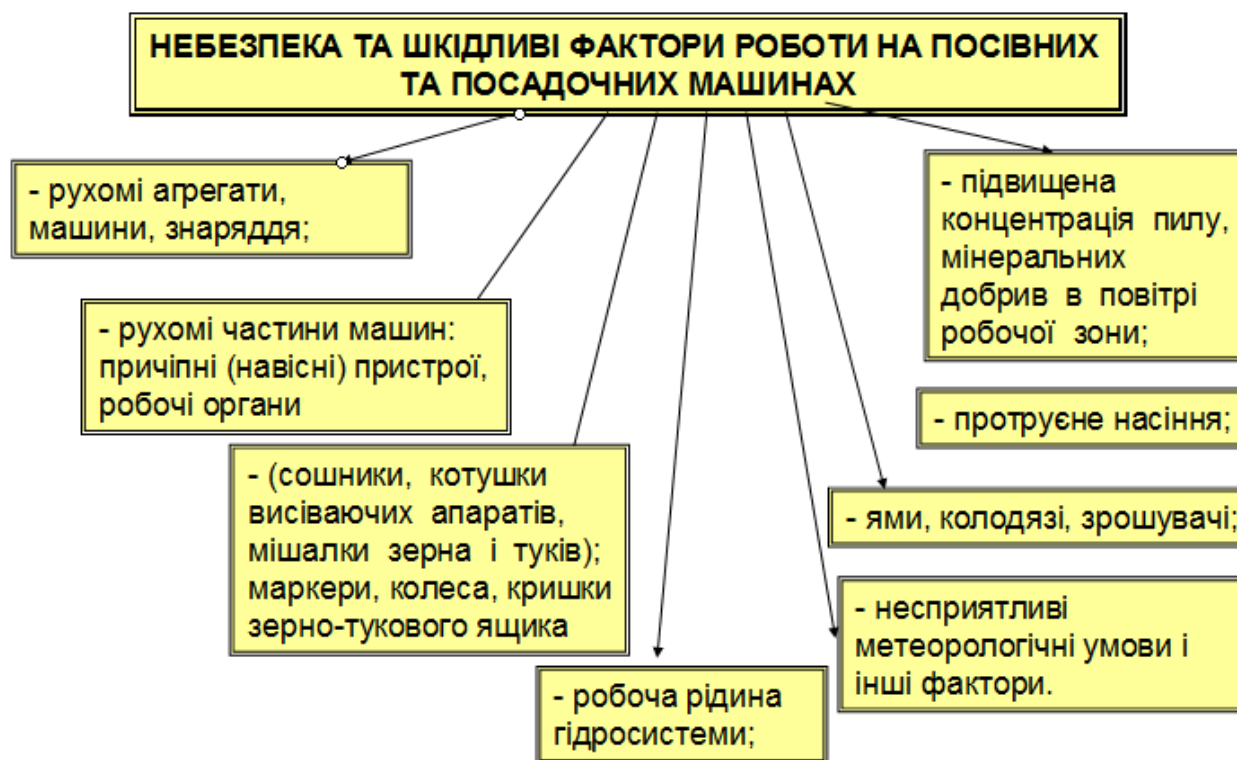 НЕБЕЗПЕКА ТА ШКІДЛИВІ ФАКТОРИ РОБОТИ НА ПОСІВНИХ
ТА ПОСАДОЧНИХ МАШИНАХ
- рухомі агрегати,
машини, знаряддя;
- рухомі частини машин:
причіпні (навісні) пристрої,
робочі органи
- (сошники, котушки
висіваючих апаратів,
мішалки зерна і туків);
маркери, колеса, кришки
зерно-тукового ящика
- робоча рідина
гідросистеми;
- підвищена
концентрація пилу,
мінеральних
добрив в повітрі
робочої зони;
- протруєне насіння;
- ями, колодязі, зрошувачі;
- несприятливі
метеорологічні умови і
інші фактори.